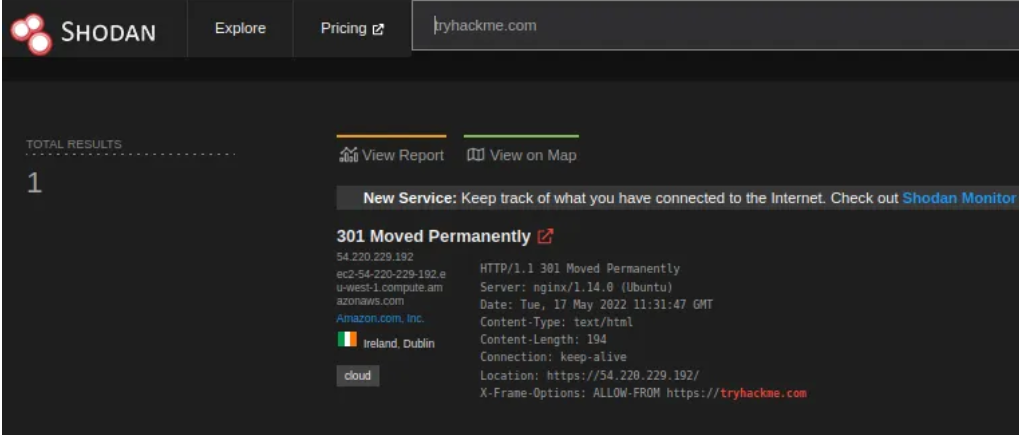 SHODAN
Explore
Pricing
tryhackme.com
TOTAL RESULTS
1
View Report
View on Map
New Service: Keep track of what you have connected to the Internet. Check out Shodan Monitor
301 Moved Permanently
54.220.229.192
ec2-54-220-229-192.e
u-west-1.compute.am
azonaws.com
Amazon.com, Inc.
Ireland, Dublin
cloud
HTTP/1.1 301 Moved Permanently
Server: nginx/1.14.0 (Ubuntu)
Date: Tue, 17 May 2022 11:31:47 GMT
Content-Type: text/html
Content-Length: 194
Connection: keep-alive
Location: https://54.220.229.192/
X-Frame-Options: ALLOW-FROM https://tryhackme.com